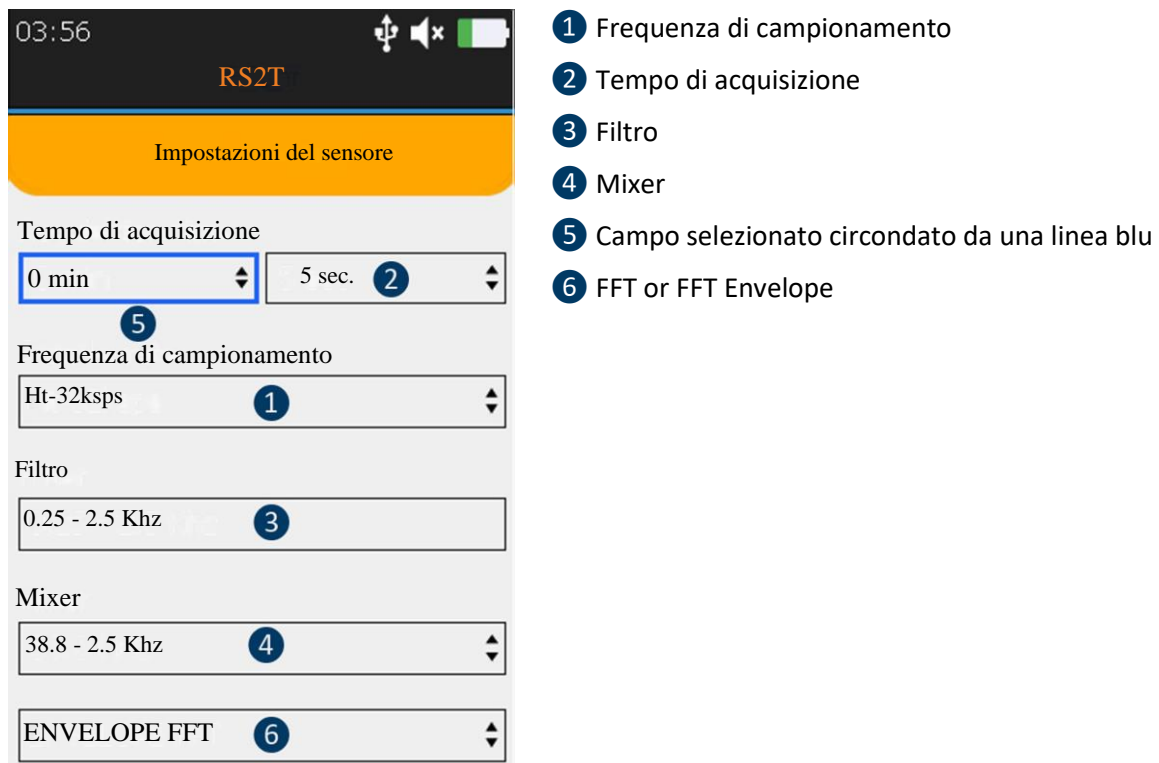 03:56
RS2T
Impostazioni del sensore
Tempo di acquisizione
0 min
5 sec. 2
5
Frequenza di campionamento
Ht-32ksps 1
Filtro
0.25 - 2.5 Khz 3
Mixer
38.8 - 2.5 Khz 4
ENVELOPE FFT 6
1 Frequenza di campionamento
2 Tempo di acquisizione
3 Filtro
4 Mixer
5 Campo selezionato circondato da una linea blu
6 FFT or FFT Envelope